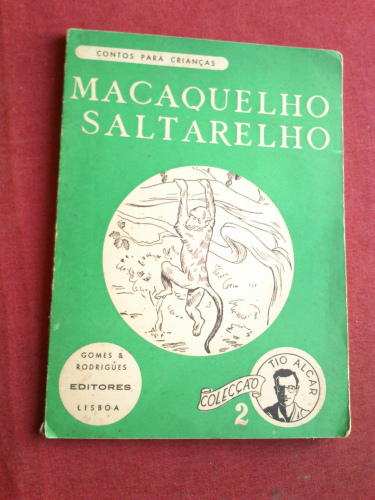 CONTOS PARA CRIANÇAS
MACAQUELHO
SALTARELHO
GOMES &
RODRIGUES
EDITORES
LISBOA
COLECÇÃO
2
TIO ALCAR